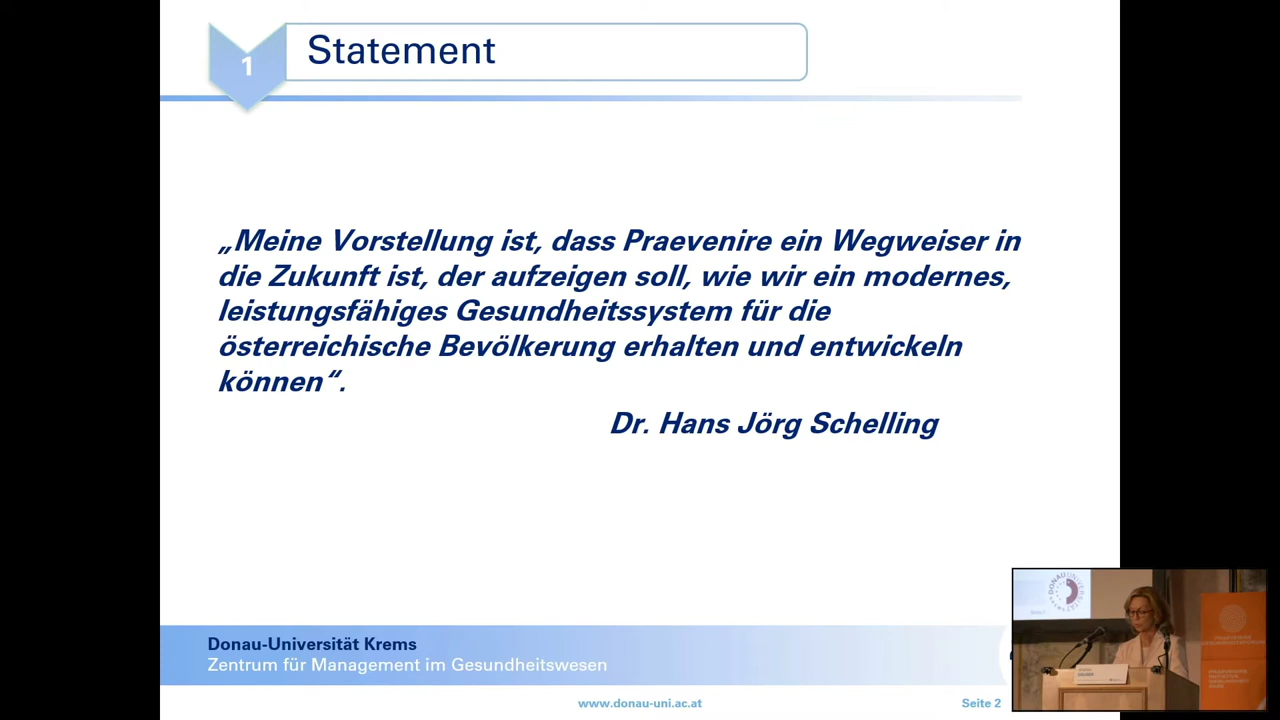 1
Statement
„Meine Vorstellung ist, dass Praevenire ein Wegweiser in
die Zukunft ist, der aufzeigen soll, wie wir ein modernes,
leistungsfähiges Gesundheitssystem für die
österreichische Bevölkerung erhalten und entwickeln
können“.
Dr. Hans Jörg Schelling
Donau-Universität Krems
Zentrum für Management im Gesundheitswesen
www.donau-uni.ac.at
Seite 2